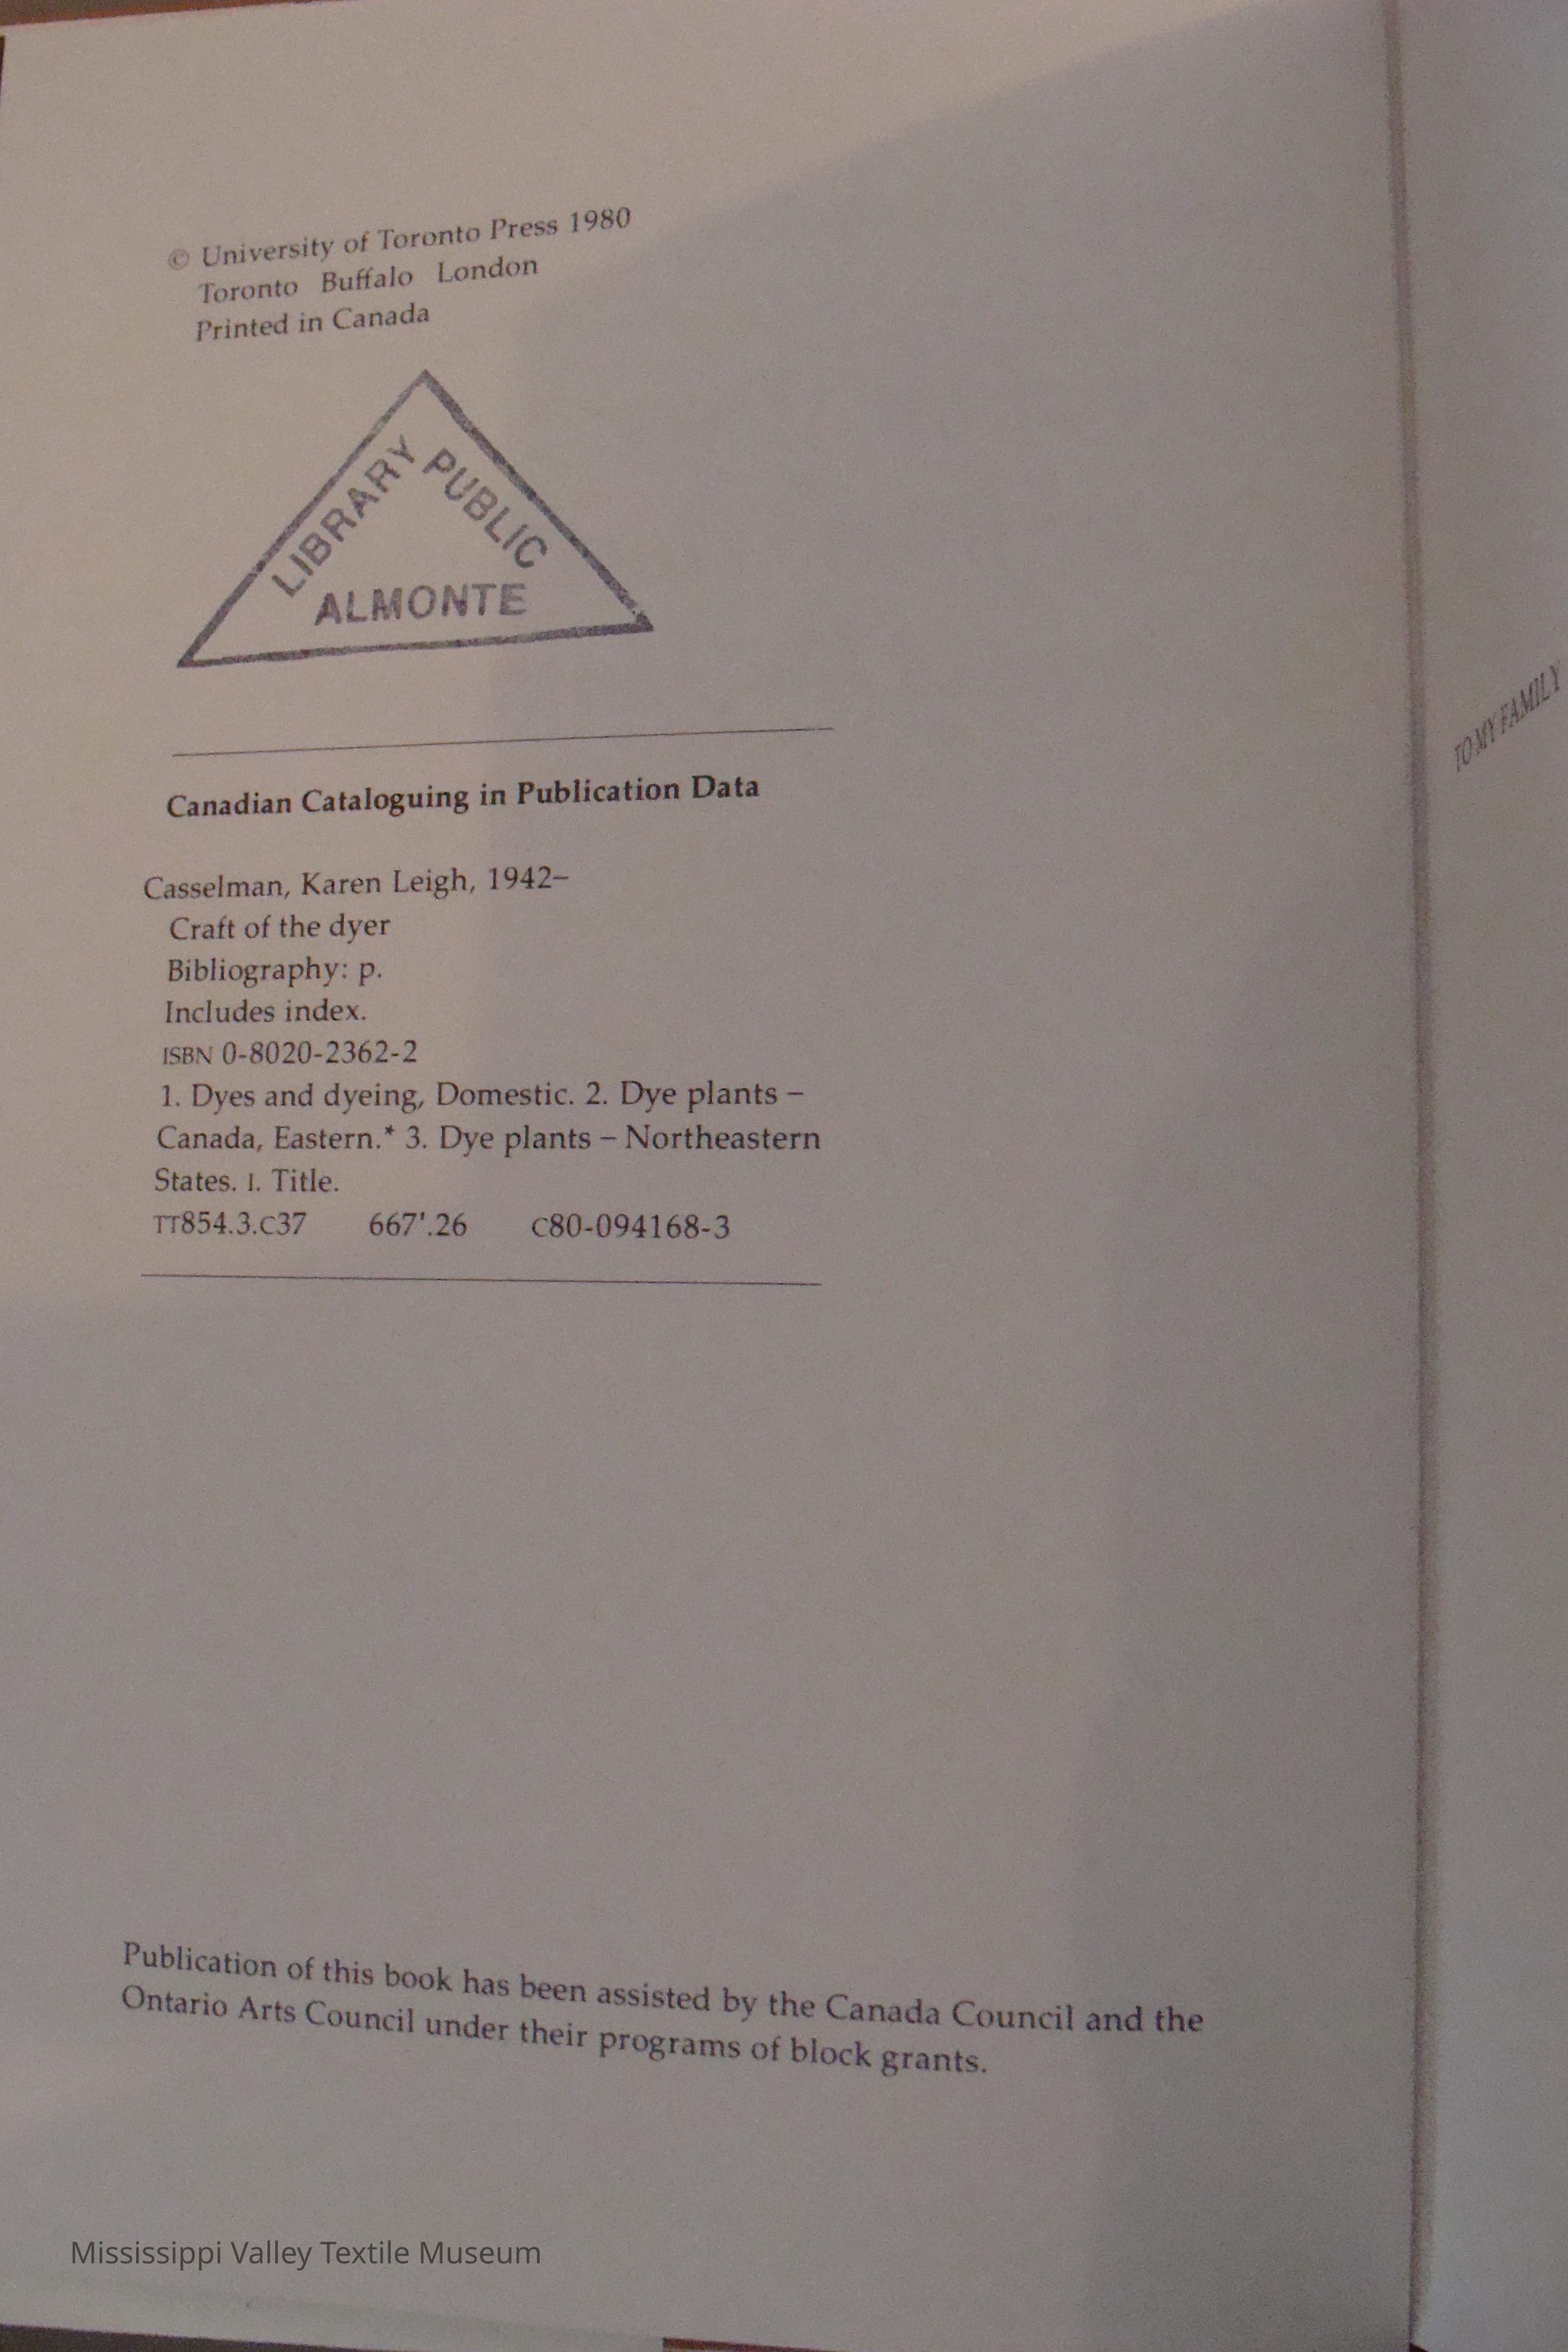 © University of Toronto Press 1980
Toronto Buffalo London
Printed in Canada
LIBRARY
PUBLIC
ALMONTE
Canadian Cataloguing in Publication Data
Casselman, Karen Leigh, 1942–
Craft of the dyer
Bibliography: p.
Includes index.
ISBN 0-8020-2362-2
1. Dyes and dyeing, Domestic. 2. Dye plants –
Canada, Eastern.* 3. Dye plants – Northeastern
States. I. Title.
TT854.3.C37 667'.26 C80-094168-3
Publication of this book has been assisted by the Canada Council and the
Ontario Arts Council under their programs of block grants.
Mississippi Valley Textile Museum
TO MY FAMILY